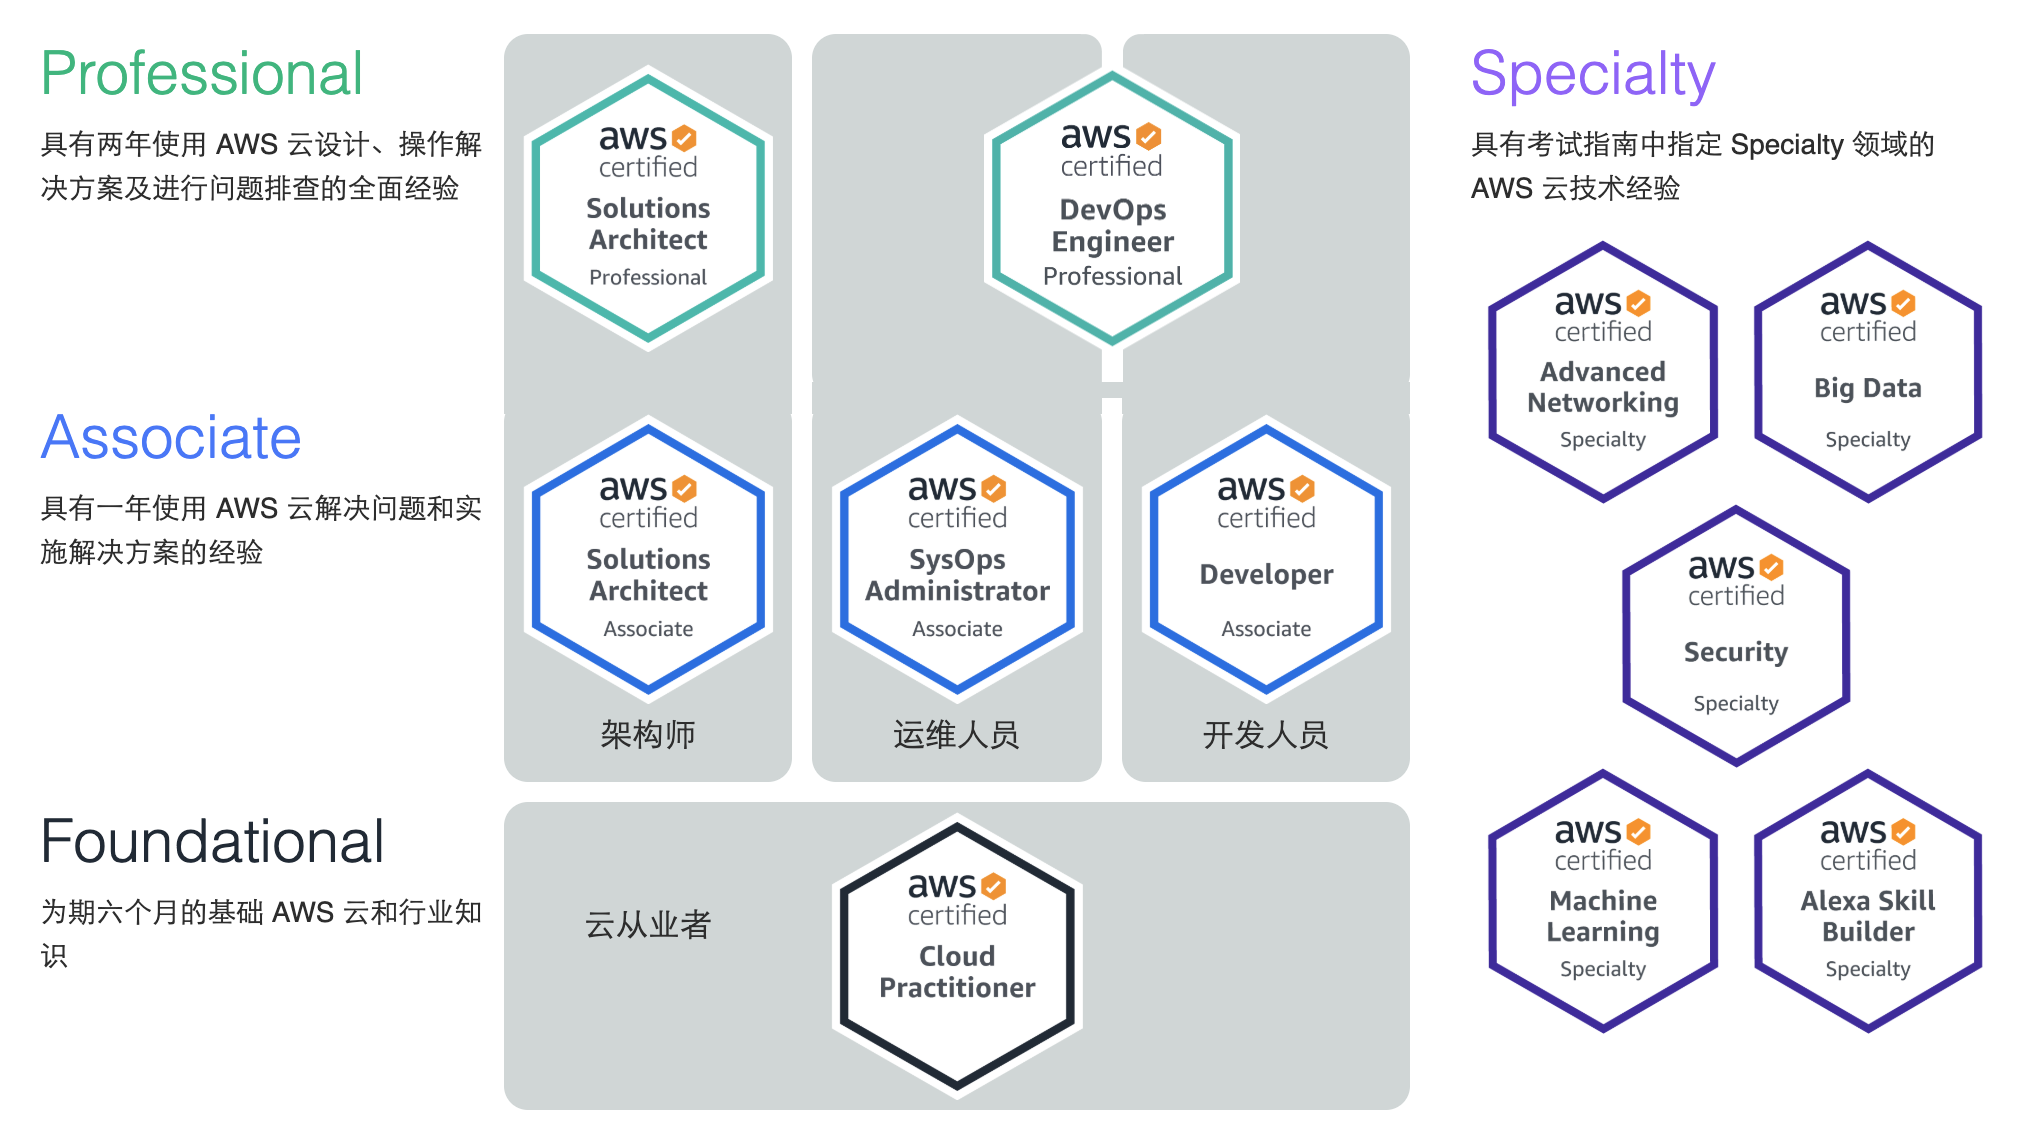 Professional
具有两年使用 AWS 云设计、操作解
决方案及进行问题排查的全面经验
aws
certified
Solutions
Architect
Professional
aws
certified
DevOps
Engineer
Professional
Associate
具有一年使用 AWS 云解决问题和实
施解决方案的经验
aws
certified
Solutions
Architect
Associate
架构师
aws
certified
SysOps
Administrator
Associate
运维人员
aws
certified
Developer
Associate
开发人员
Foundational
为期六个月的基础 AWS 云和行业知
识
云从业者
aws
certified
Cloud
Practitioner
Specialty
具有考试指南中指定 Specialty 领域的
AWS 云技术经验
aws
certified
Advanced
Networking
Specialty
aws
certified
Big Data
Specialty
aws
certified
Security
Specialty
aws
certified
Machine
Learning
Specialty
aws
certified
Alexa Skill
Builder
Specialty